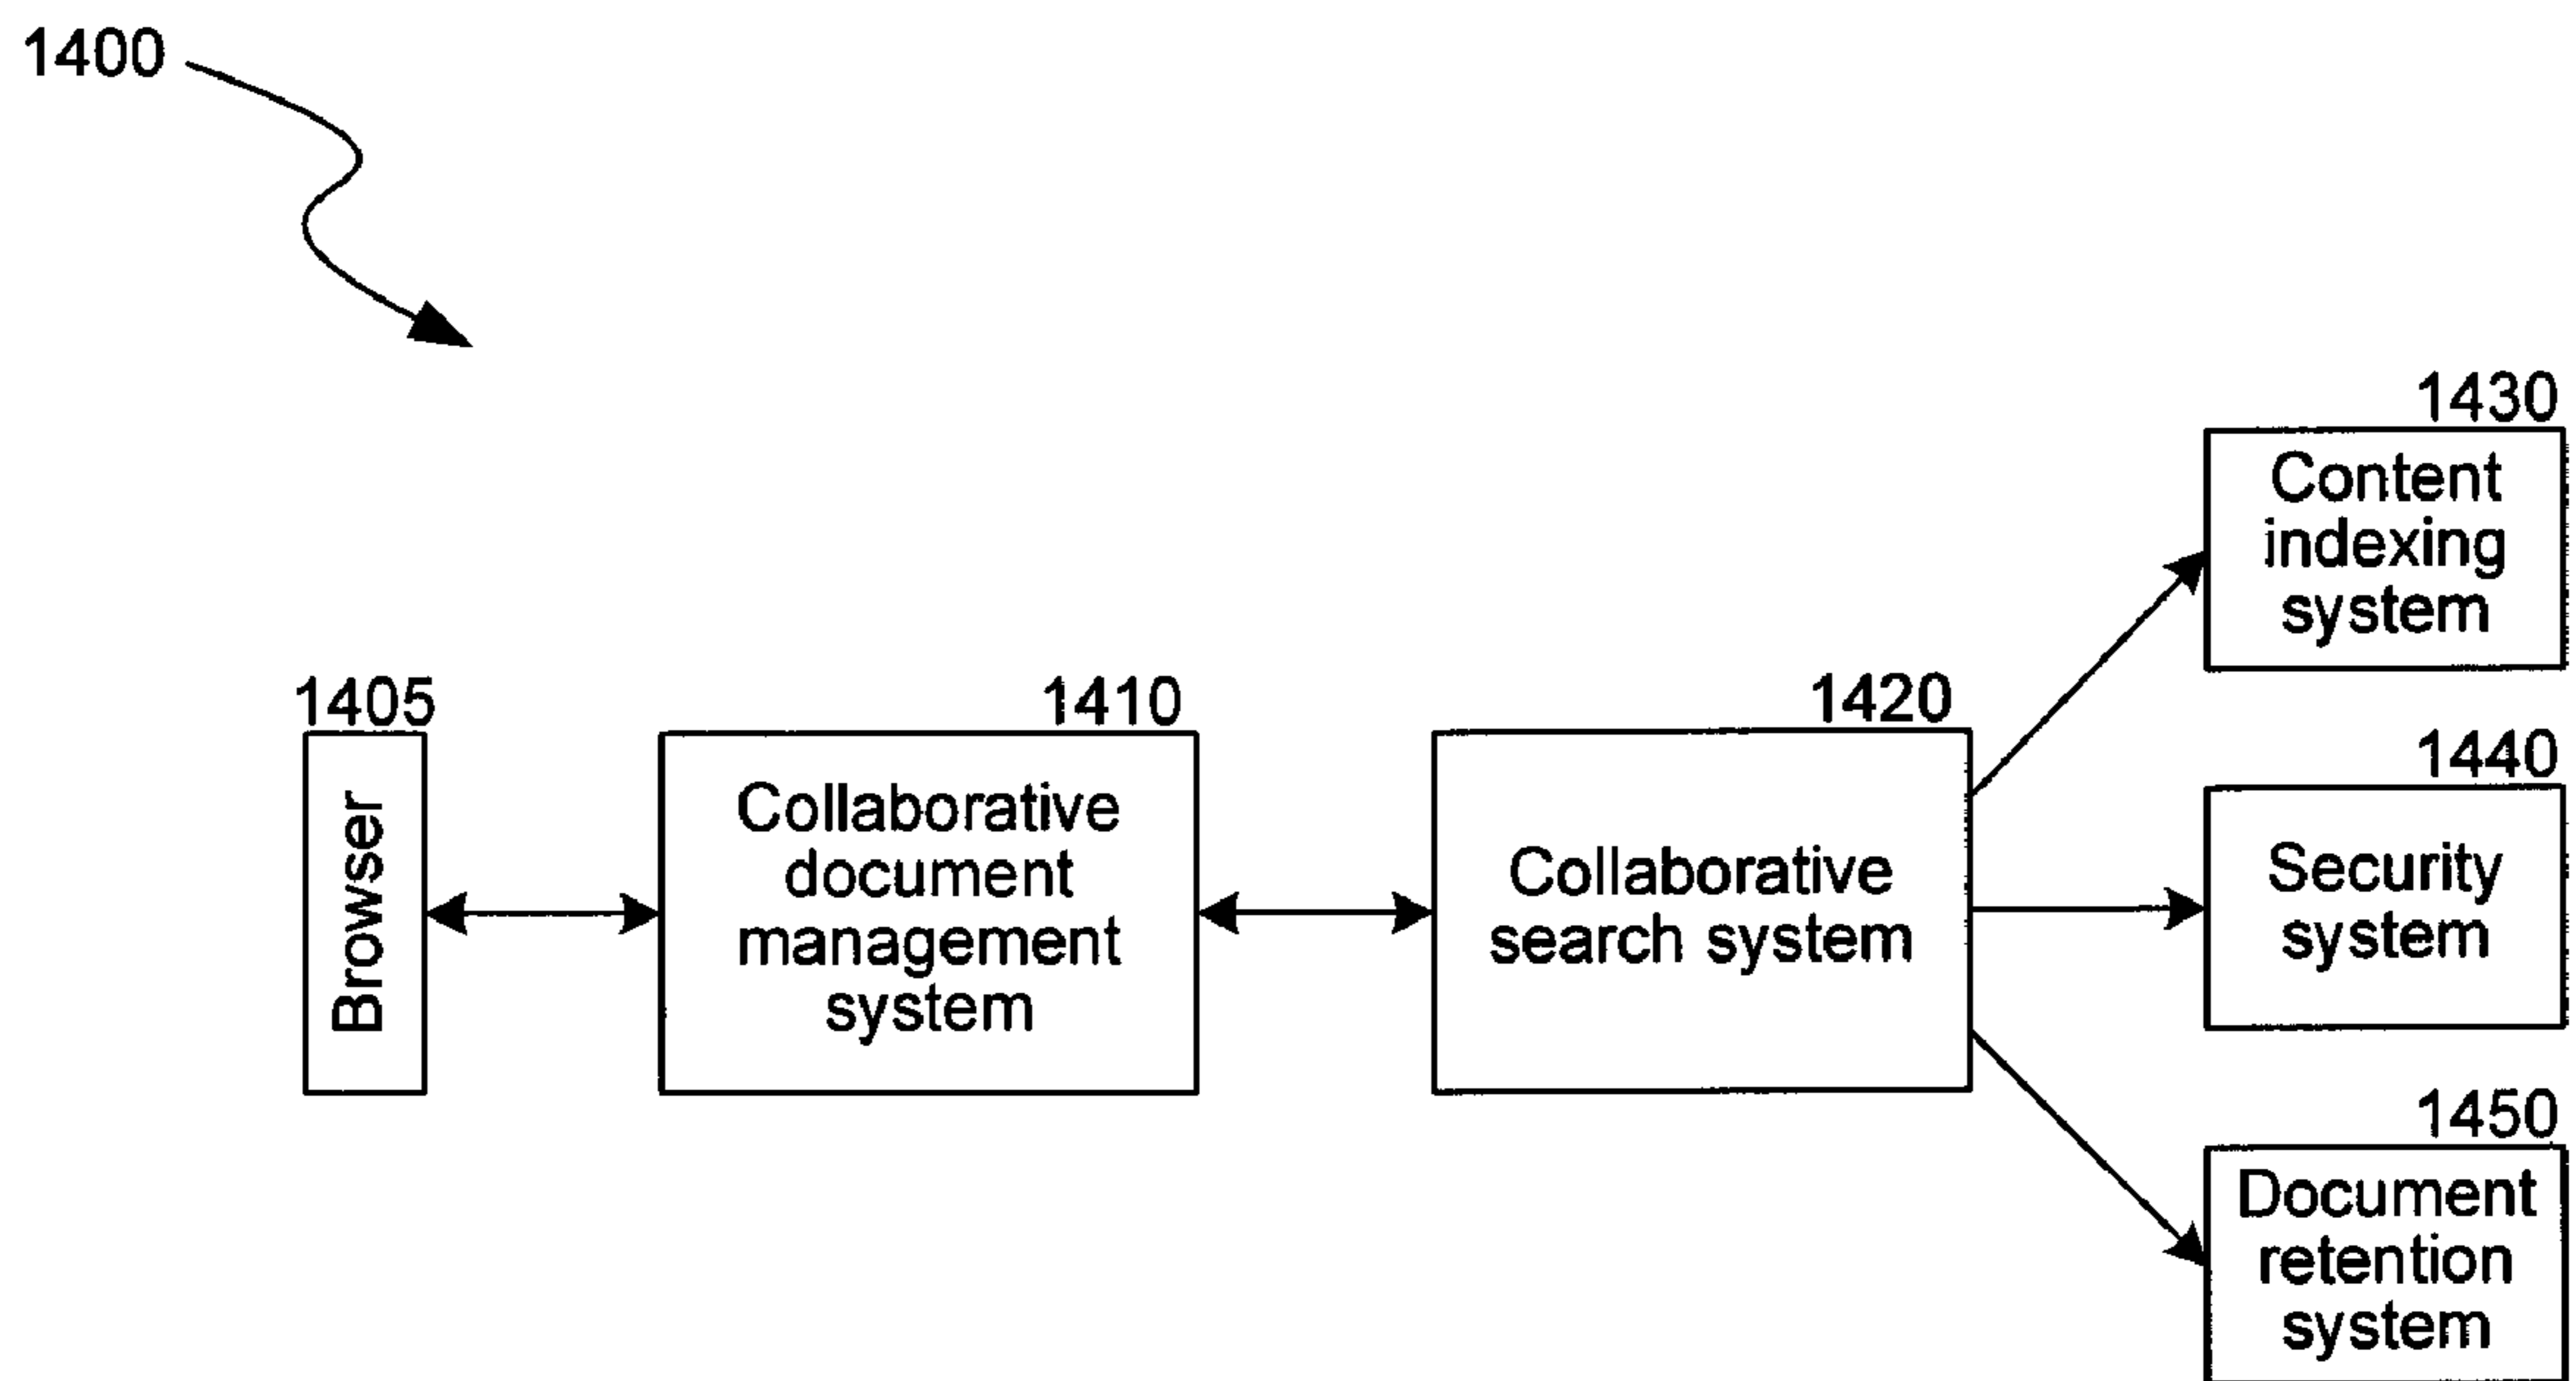 1400
1405
Browser
1410
Collaborative
document
management
system
1420
Collaborative
search system
1430
Content
indexing
system
1440
Security
system
1450
Document
retention
system